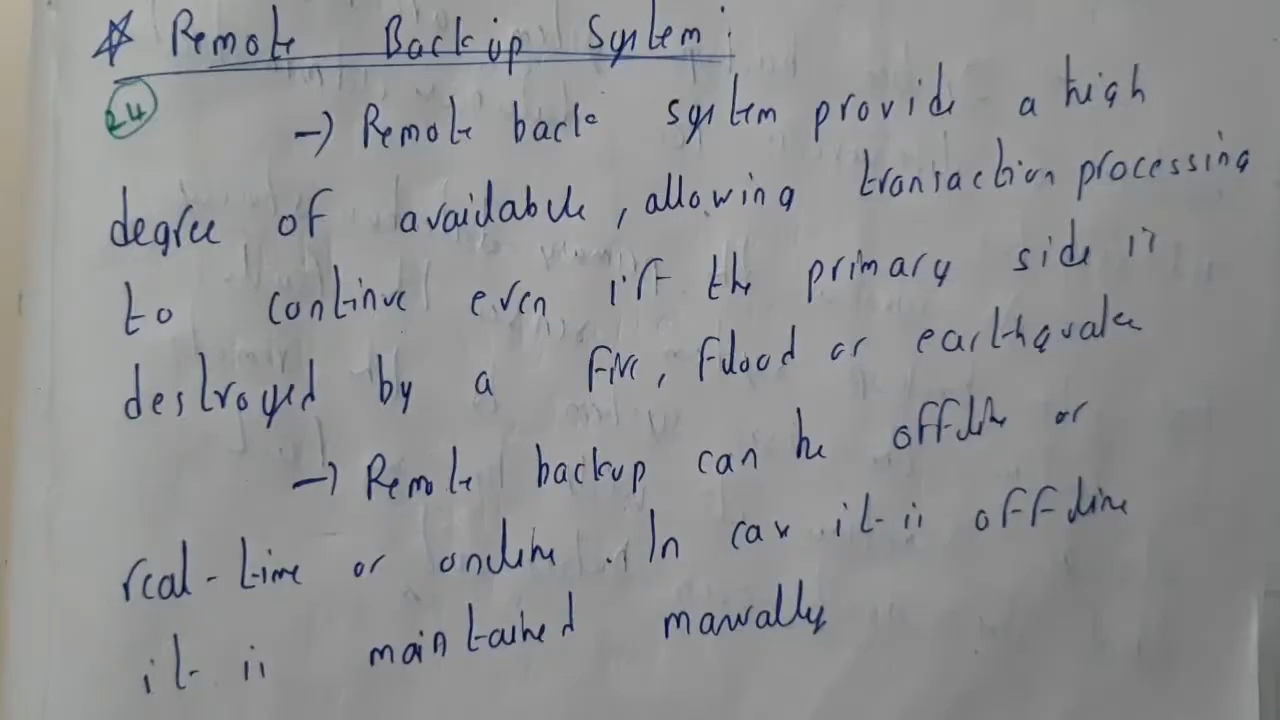 ☆ Remote Backup System :
24
→ Remote back system provide a high
degree of available, allowing transaction processing
to continue even if the primary side is
destroyed by a fire, flood or earthquake
→ Remote backup can be offline or
real-time or online. In case it is offline
it is maintained manually